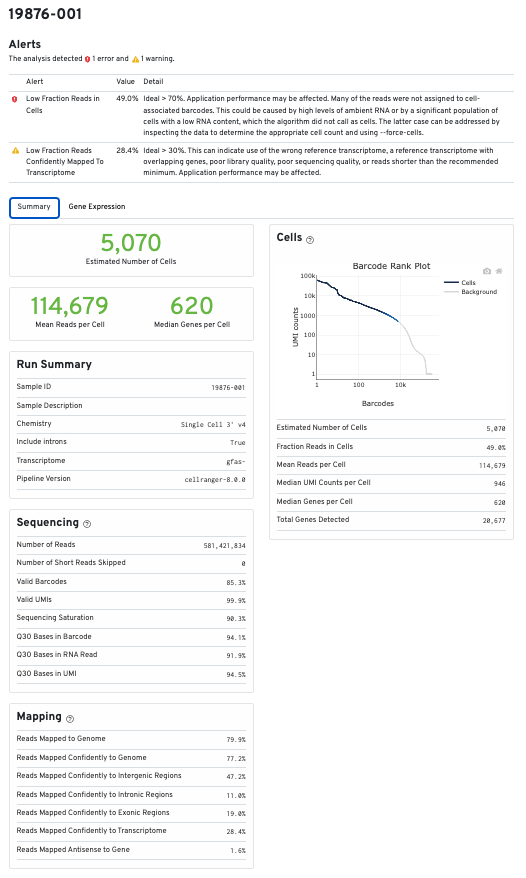 19876-001
Alerts
The analysis detected 1 error and 1 warning.
Alert Value Detail
Low Fraction Reads in Cells 49.0% Ideal > 70%. Application performance may be affected. Many of the reads were not assigned to cell-
associated barcodes. This could be caused by high levels of ambient RNA or by a significant population of
cells with a low RNA content, which the algorithm did not call as cells. The latter case can be addressed by
inspecting the data to determine the appropriate cell count and using --force-cells.
Low Fraction Reads Confidently Mapped To Transcriptome 28.4% Ideal > 30%. This can indicate use of the wrong reference transcriptome, a reference transcriptome with
overlapping genes, poor library quality, poor sequencing quality, or reads shorter than the recommended
minimum. Application performance may be affected.
Summary Gene Expression
5,070
Estimated Number of Cells
114,679 620
Mean Reads per Cell Median Genes per Cell
Run Summary
Sample ID 19876-001
Sample Description
Chemistry Single Cell 3' v4
Include introns True
Transcriptome gfas-
Pipeline Version cellranger-8.0.0
Sequencing ?
Number of Reads 581,421,834
Number of Short Reads Skipped 0
Valid Barcodes 85.3%
Valid UMIs 99.9%
Sequencing Saturation 90.3%
Q30 Bases in Barcode 94.1%
Q30 Bases in RNA Read 91.9%
Q30 Bases in UMI 94.5%
Mapping ?
Reads Mapped to Genome 79.9%
Reads Mapped Confidently to Genome 77.2%
Reads Mapped Confidently to Intergenic Regions 47.2%
Reads Mapped Confidently to Intronic Regions 11.0%
Reads Mapped Confidently to Exonic Regions 19.0%
Reads Mapped Confidently to Transcriptome 28.4%
Reads Mapped Antisense to Gene 1.6%
Cells ?
Barcode Rank Plot
Cells
Background
UMI counts
100k
10k
1000
100
10
1
1 100 10k
Barcodes
Estimated Number of Cells 5,070
Fraction Reads in Cells 49.0%
Mean Reads per Cell 114,679
Median UMI Counts per Cell 946
Median Genes per Cell 620
Total Genes Detected 20,677